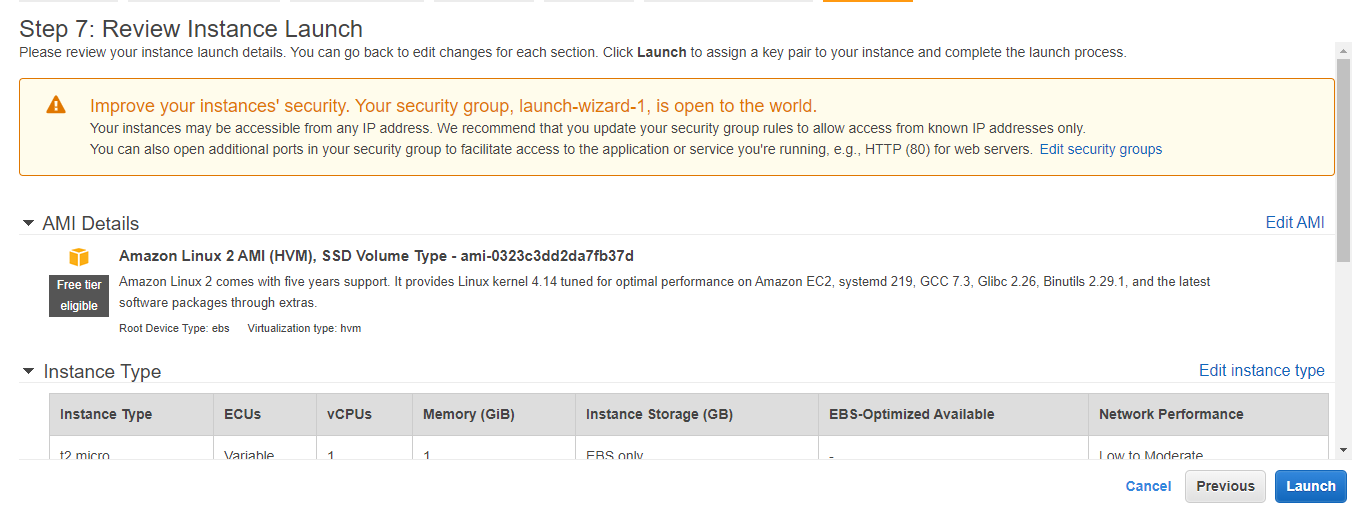 Step 7: Review Instance Launch
Please review your instance launch details. You can go back to edit changes for each section. Click Launch to assign a key pair to your instance and complete the launch process.
Improve your instances' security. Your security group, launch-wizard-1, is open to the world.
Your instances may be accessible from any IP address. We recommend that you update your security group rules to allow access from known IP addresses only.
You can also open additional ports in your security group to facilitate access to the application or service you're running, e.g., HTTP (80) for web servers. Edit security groups
AMI Details Edit AMI
Amazon Linux 2 AMI (HVM), SSD Volume Type - ami-0323c3dd2da7fb37d
Free tier
eligible
Amazon Linux 2 comes with five years support. It provides Linux kernel 4.14 tuned for optimal performance on Amazon EC2, systemd 219, GCC 7.3, Glibc 2.26, Binutils 2.29.1, and the latest
software packages through extras.
Root Device Type: ebs Virtualization type: hvm
Instance Type Edit instance type
Instance Type ECUs vCPUs Memory (GiB) Instance Storage (GB) EBS-Optimized Available Network Performance
t2.micro Variable 1 1 EBS only - Low to Moderate
Cancel Previous Launch